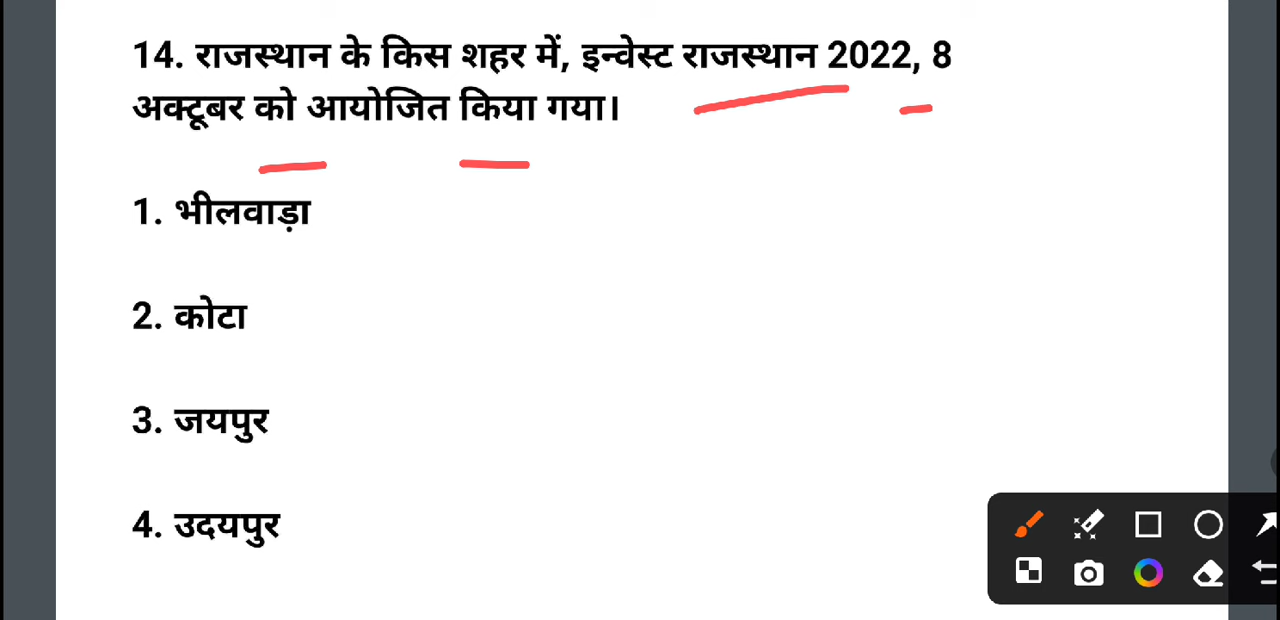 14. राजस्थान के किस शहर में, इन्वेस्ट राजस्थान 2022, 8
अक्टूबर को आयोजित किया गया।
1. भीलवाड़ा
2. कोटा
3. जयपुर
4. उदयपुर